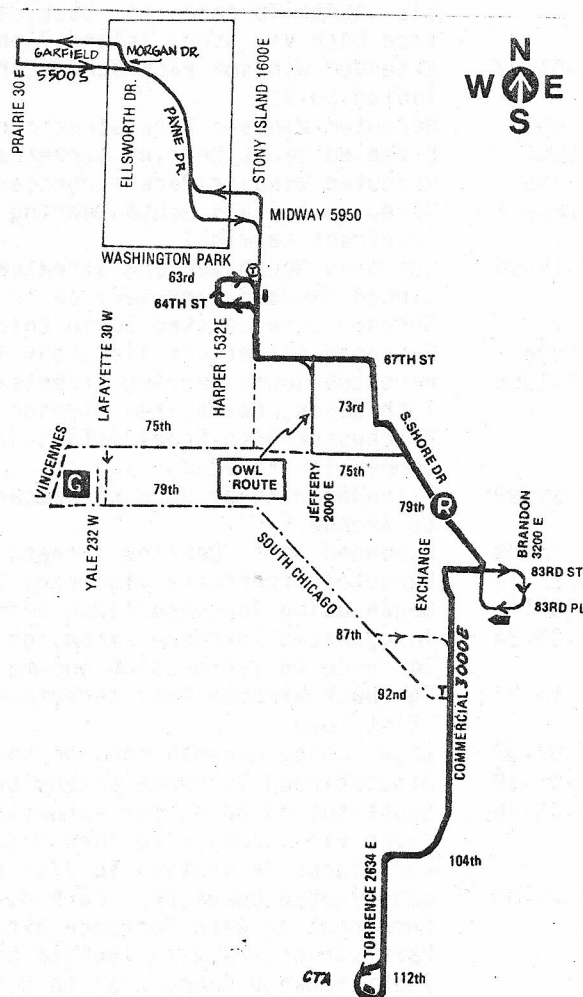 N
W E
S
GARFIELD
MORGAN DR.
5500 S
PRAIRIE 30 E
ELLSWORTH DR.
PAYNE DR.
STONY ISLAND 1600E
MIDWAY 5950
WASHINGTON PARK
T
63rd
64TH ST
LAFAYETTE 30 W
HARPER 1532E
67TH ST
73rd
S.SHORE DR
75th
VINCENNES
OWL
ROUTE
JEFFERY
2000 E
75th
G
79th
79th
R
YALE 232 W
BRANDON
3200 E
SOUTH CHICAGO
EXCHANGE
83RD ST
83RD PL
87th
92nd
T
COMMERCIAL 3000E
104th
TORRENCE 2634 E
CTA
112th